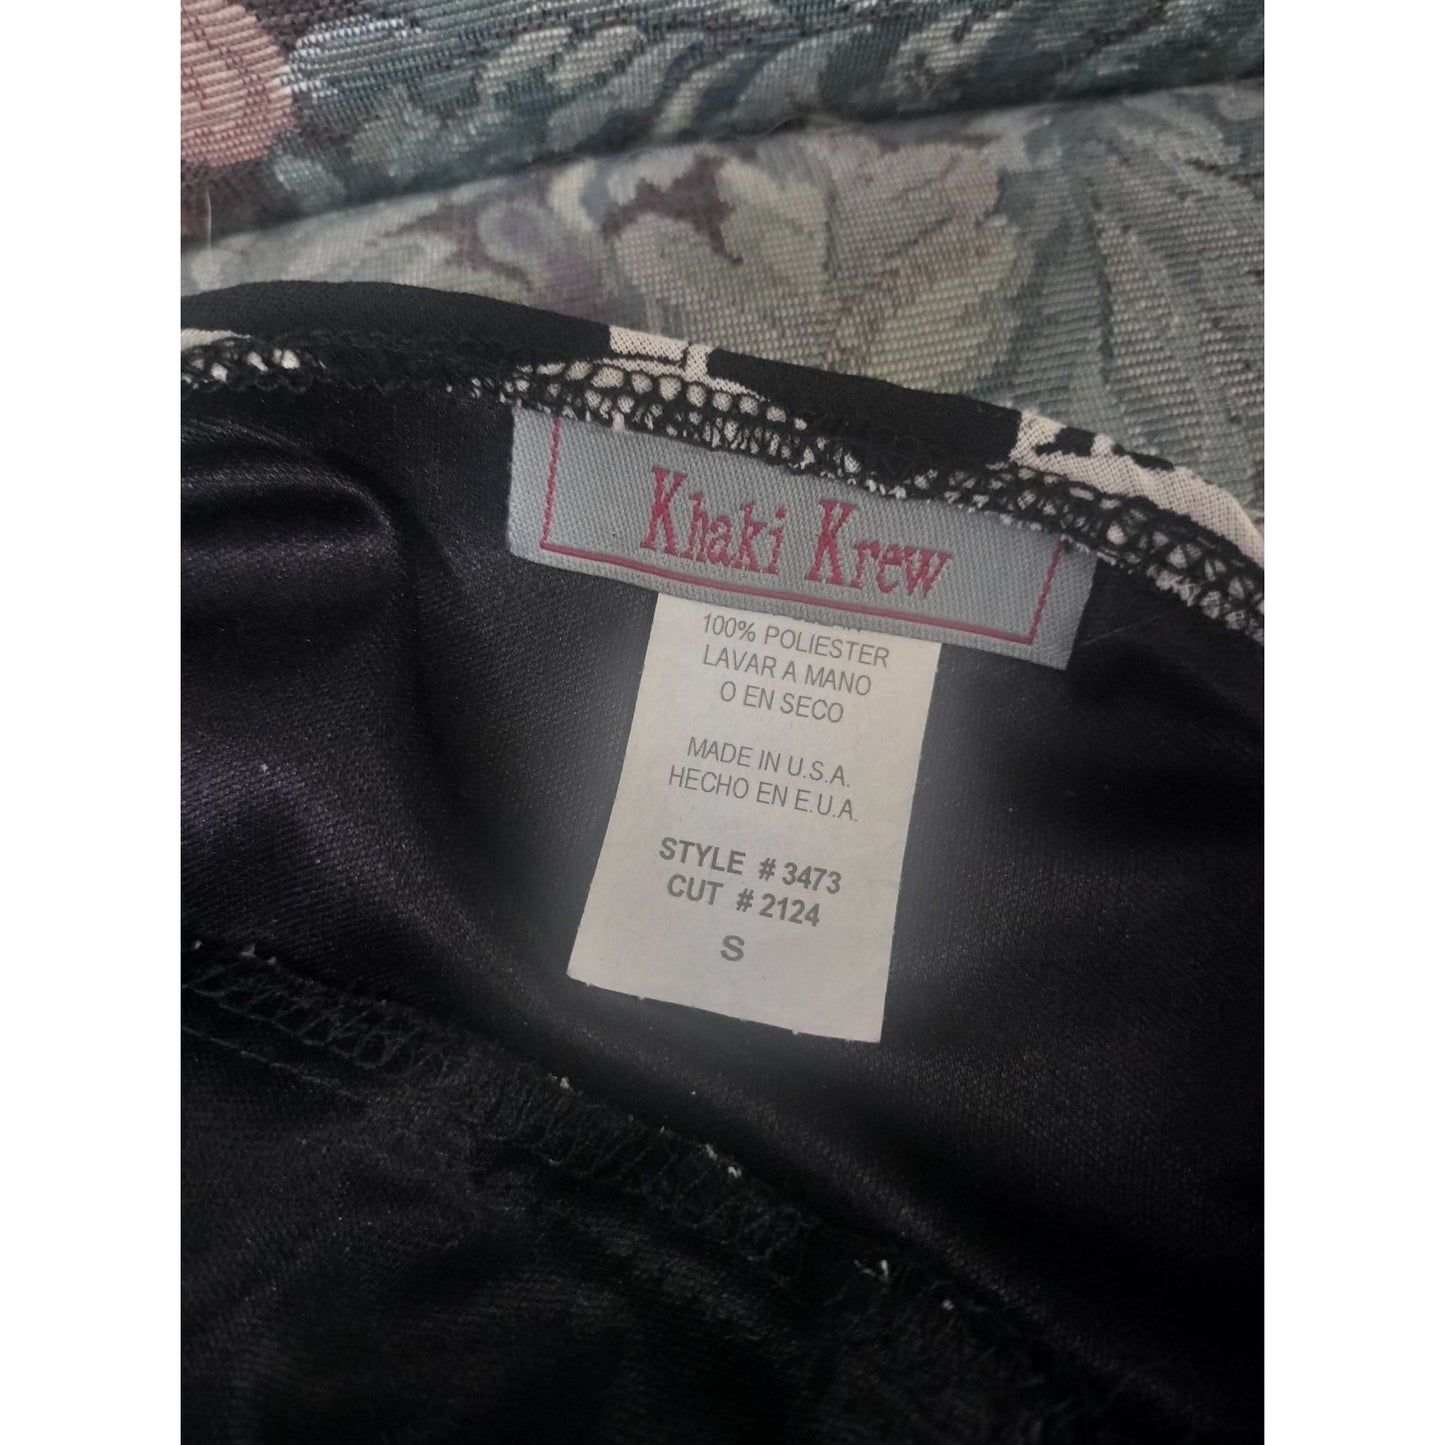 Khaki Krew
100% POLIESTER
LAVAR A MANO
O EN SECO
MADE IN U.S.A.
HECHO EN E.U.A.
STYLE # 3473
CUT # 2124
S